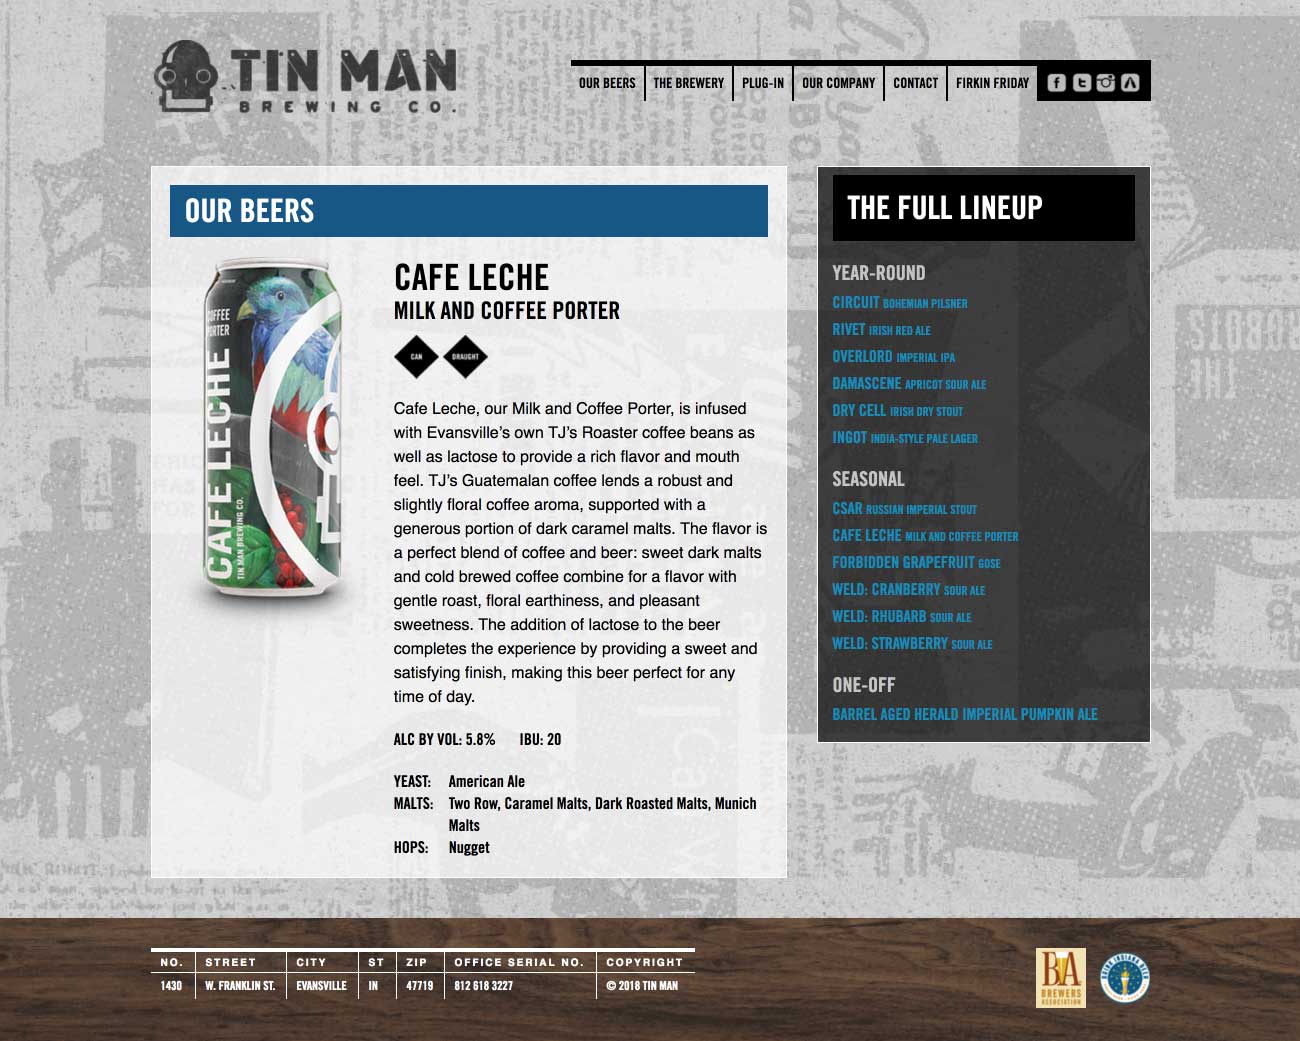 TIN MAN
BREWING CO.
OUR BEERS
THE BREWERY
PLUG-IN
OUR COMPANY
CONTACT
FIRKIN FRIDAY
OUR BEERS
COFFEE
PORTER
CAFE LECHE
TIN MAN BREWING CO.
CAFE LECHE
MILK AND COFFEE PORTER
CAN
DRAUGHT
Cafe Leche, our Milk and Coffee Porter, is infused
with Evansville’s own TJ’s Roaster coffee beans as
well as lactose to provide a rich flavor and mouth
feel. TJ’s Guatemalan coffee lends a robust and
slightly floral coffee aroma, supported with a
generous portion of dark caramel malts. The flavor is
a perfect blend of coffee and beer: sweet dark malts
and cold brewed coffee combine for a flavor with
gentle roast, floral earthiness, and pleasant
sweetness. The addition of lactose to the beer
completes the experience by providing a sweet and
satisfying finish, making this beer perfect for any
time of day.
ALC BY VOL: 5.8% IBU: 20
YEAST: American Ale
MALTS: Two Row, Caramel Malts, Dark Roasted Malts, Munich
Malts
HOPS: Nugget
THE FULL LINEUP
YEAR-ROUND
CIRCUIT BOHEMIAN PILSNER
RIVET IRISH RED ALE
OVERLORD IMPERIAL IPA
DAMASCENE APRICOT SOUR ALE
DRY CELL IRISH DRY STOUT
INGOT INDIA-STYLE PALE LAGER
SEASONAL
CSAR RUSSIAN IMPERIAL STOUT
CAFE LECHE MILK AND COFFEE PORTER
FORBIDDEN GRAPEFRUIT GOSE
WELD: CRANBERRY SOUR ALE
WELD: RHUBARB SOUR ALE
WELD: STRAWBERRY SOUR ALE
ONE-OFF
BARREL AGED HERALD IMPERIAL PUMPKIN ALE
NO. STREET CITY ST ZIP OFFICE SERIAL NO. COPYRIGHT
1430 W. FRANKLIN ST. EVANSVILLE IN 47719 812 618 3227 © 2018 TIN MAN
BA
BREWERS
ASSOCIATION
DRINK INDIANA BEER